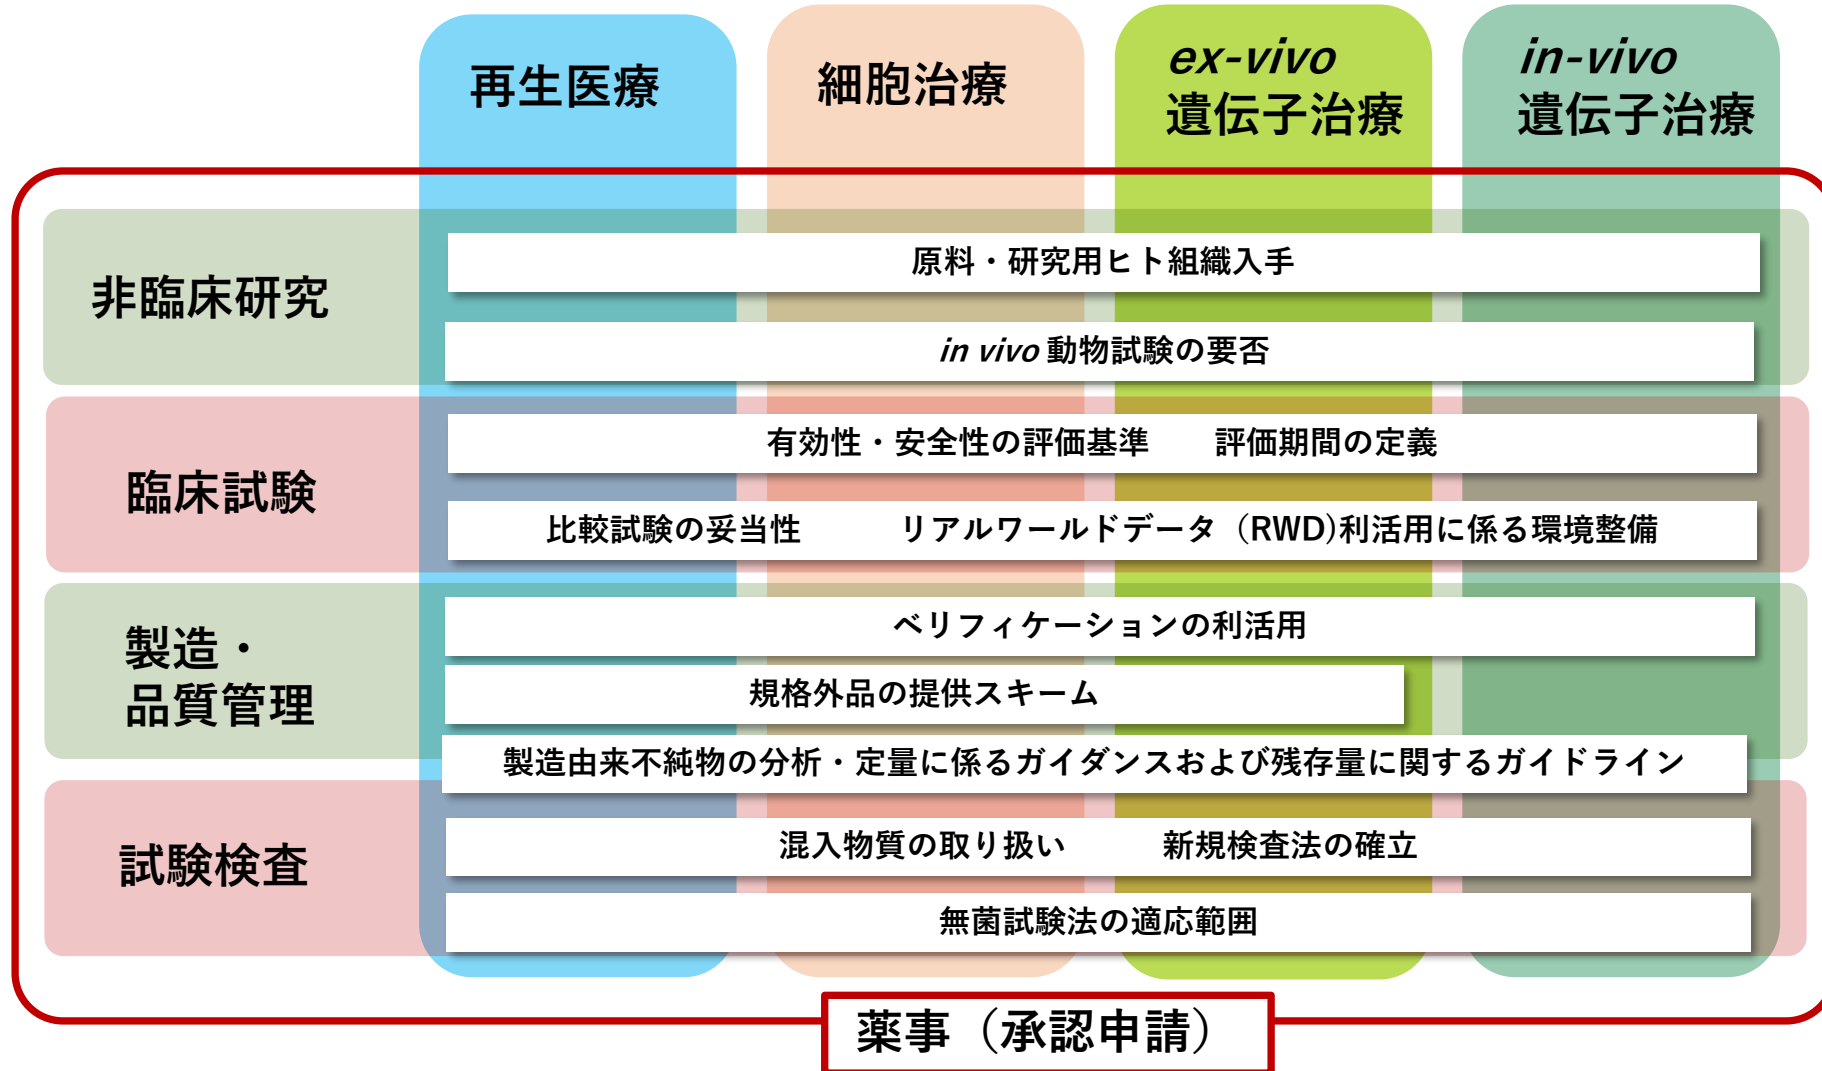 再生医療
細胞治療
ex-vivo
遺伝子治療
in-vivo
遺伝子治療
非臨床研究
原料・研究用ヒト組織入手
in vivo 動物試験の要否
臨床試験
有効性・安全性の評価基準　　評価期間の定義
比較試験の妥当性　　　リアルワールドデータ（RWD)利活用に係る環境整備
製造・
品質管理
ベリフィケーションの利活用
規格外品の提供スキーム
製造由来不純物の分析・定量に係るガイダンスおよび残存量に関するガイドライン
試験検査
混入物質の取り扱い　　　新規検査法の確立
無菌試験法の適応範囲
薬事（承認申請）